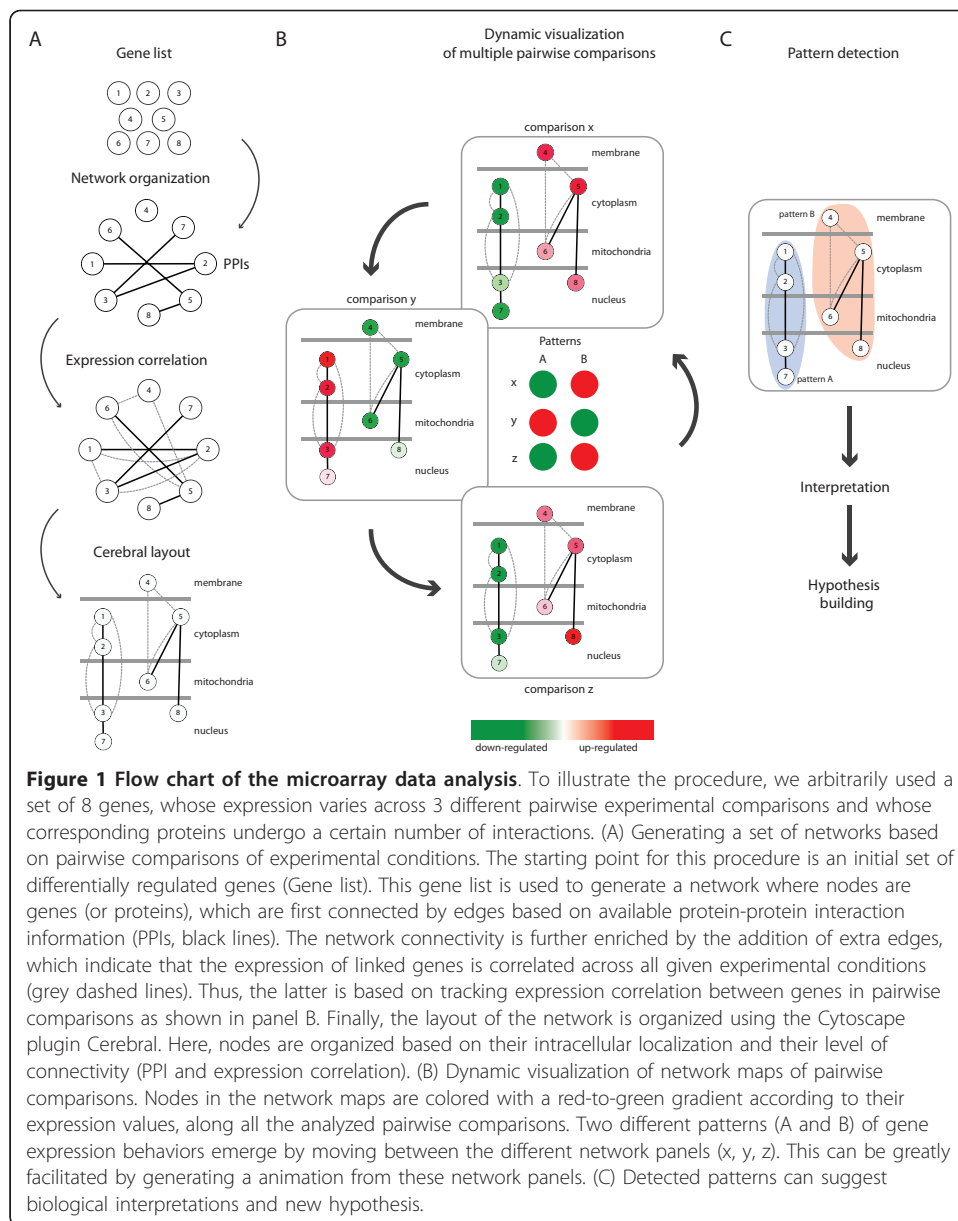 A
Gene list
1 2 3
4 5
6 7 8
Network organization
4
6 7
1 2 PPIs
3 5
8
Expression correlation
4
6 7
1 2
3 5
8
Cerebral layout
4 membrane
1 5
cytoplasm
2
6 mitochondria
3 8
nucleus
7
B
Dynamic visualization
of multiple pairwise comparisons
comparison x
4 membrane
1 5
cytoplasm
2
6 mitochondria
3 8
nucleus
7
comparison y
4 membrane
1 5
cytoplasm
2
6 mitochondria
3 8
nucleus
7
Patterns
A B
x
y
z
4 membrane
1 5
cytoplasm
2
6 mitochondria
3 8
nucleus
7
comparison z
down-regulated up-regulated
C
Pattern detection
pattern B 4 membrane
1 5
cytoplasm
2
6 mitochondria
3 8
nucleus
7 pattern A
Interpretation
Hypothesis
building
Figure 1 Flow chart of the microarray data analysis. To illustrate the procedure, we arbitrarily used a
set of 8 genes, whose expression varies across 3 different pairwise experimental comparisons and whose
corresponding proteins undergo a certain number of interactions. (A) Generating a set of networks based
on pairwise comparisons of experimental conditions. The starting point for this procedure is an initial set of
differentially regulated genes (Gene list). This gene list is used to generate a network where nodes are
genes (or proteins), which are first connected by edges based on available protein-protein interaction
information (PPIs, black lines). The network connectivity is further enriched by the addition of extra edges,
which indicate that the expression of linked genes is correlated across all given experimental conditions
(grey dashed lines). Thus, the latter is based on tracking expression correlation between genes in pairwise
comparisons as shown in panel B. Finally, the layout of the network is organized using the Cytoscape
plugin Cerebral. Here, nodes are organized based on their intracellular localization and their level of
connectivity (PPI and expression correlation). (B) Dynamic visualization of network maps of pairwise
comparisons. Nodes in the network maps are colored with a red-to-green gradient according to their
expression values, along all the analyzed pairwise comparisons. Two different patterns (A and B) of gene
expression behaviors emerge by moving between the different network panels (x, y, z). This can be greatly
facilitated by generating a animation from these network panels. (C) Detected patterns can suggest
biological interpretations and new hypothesis.